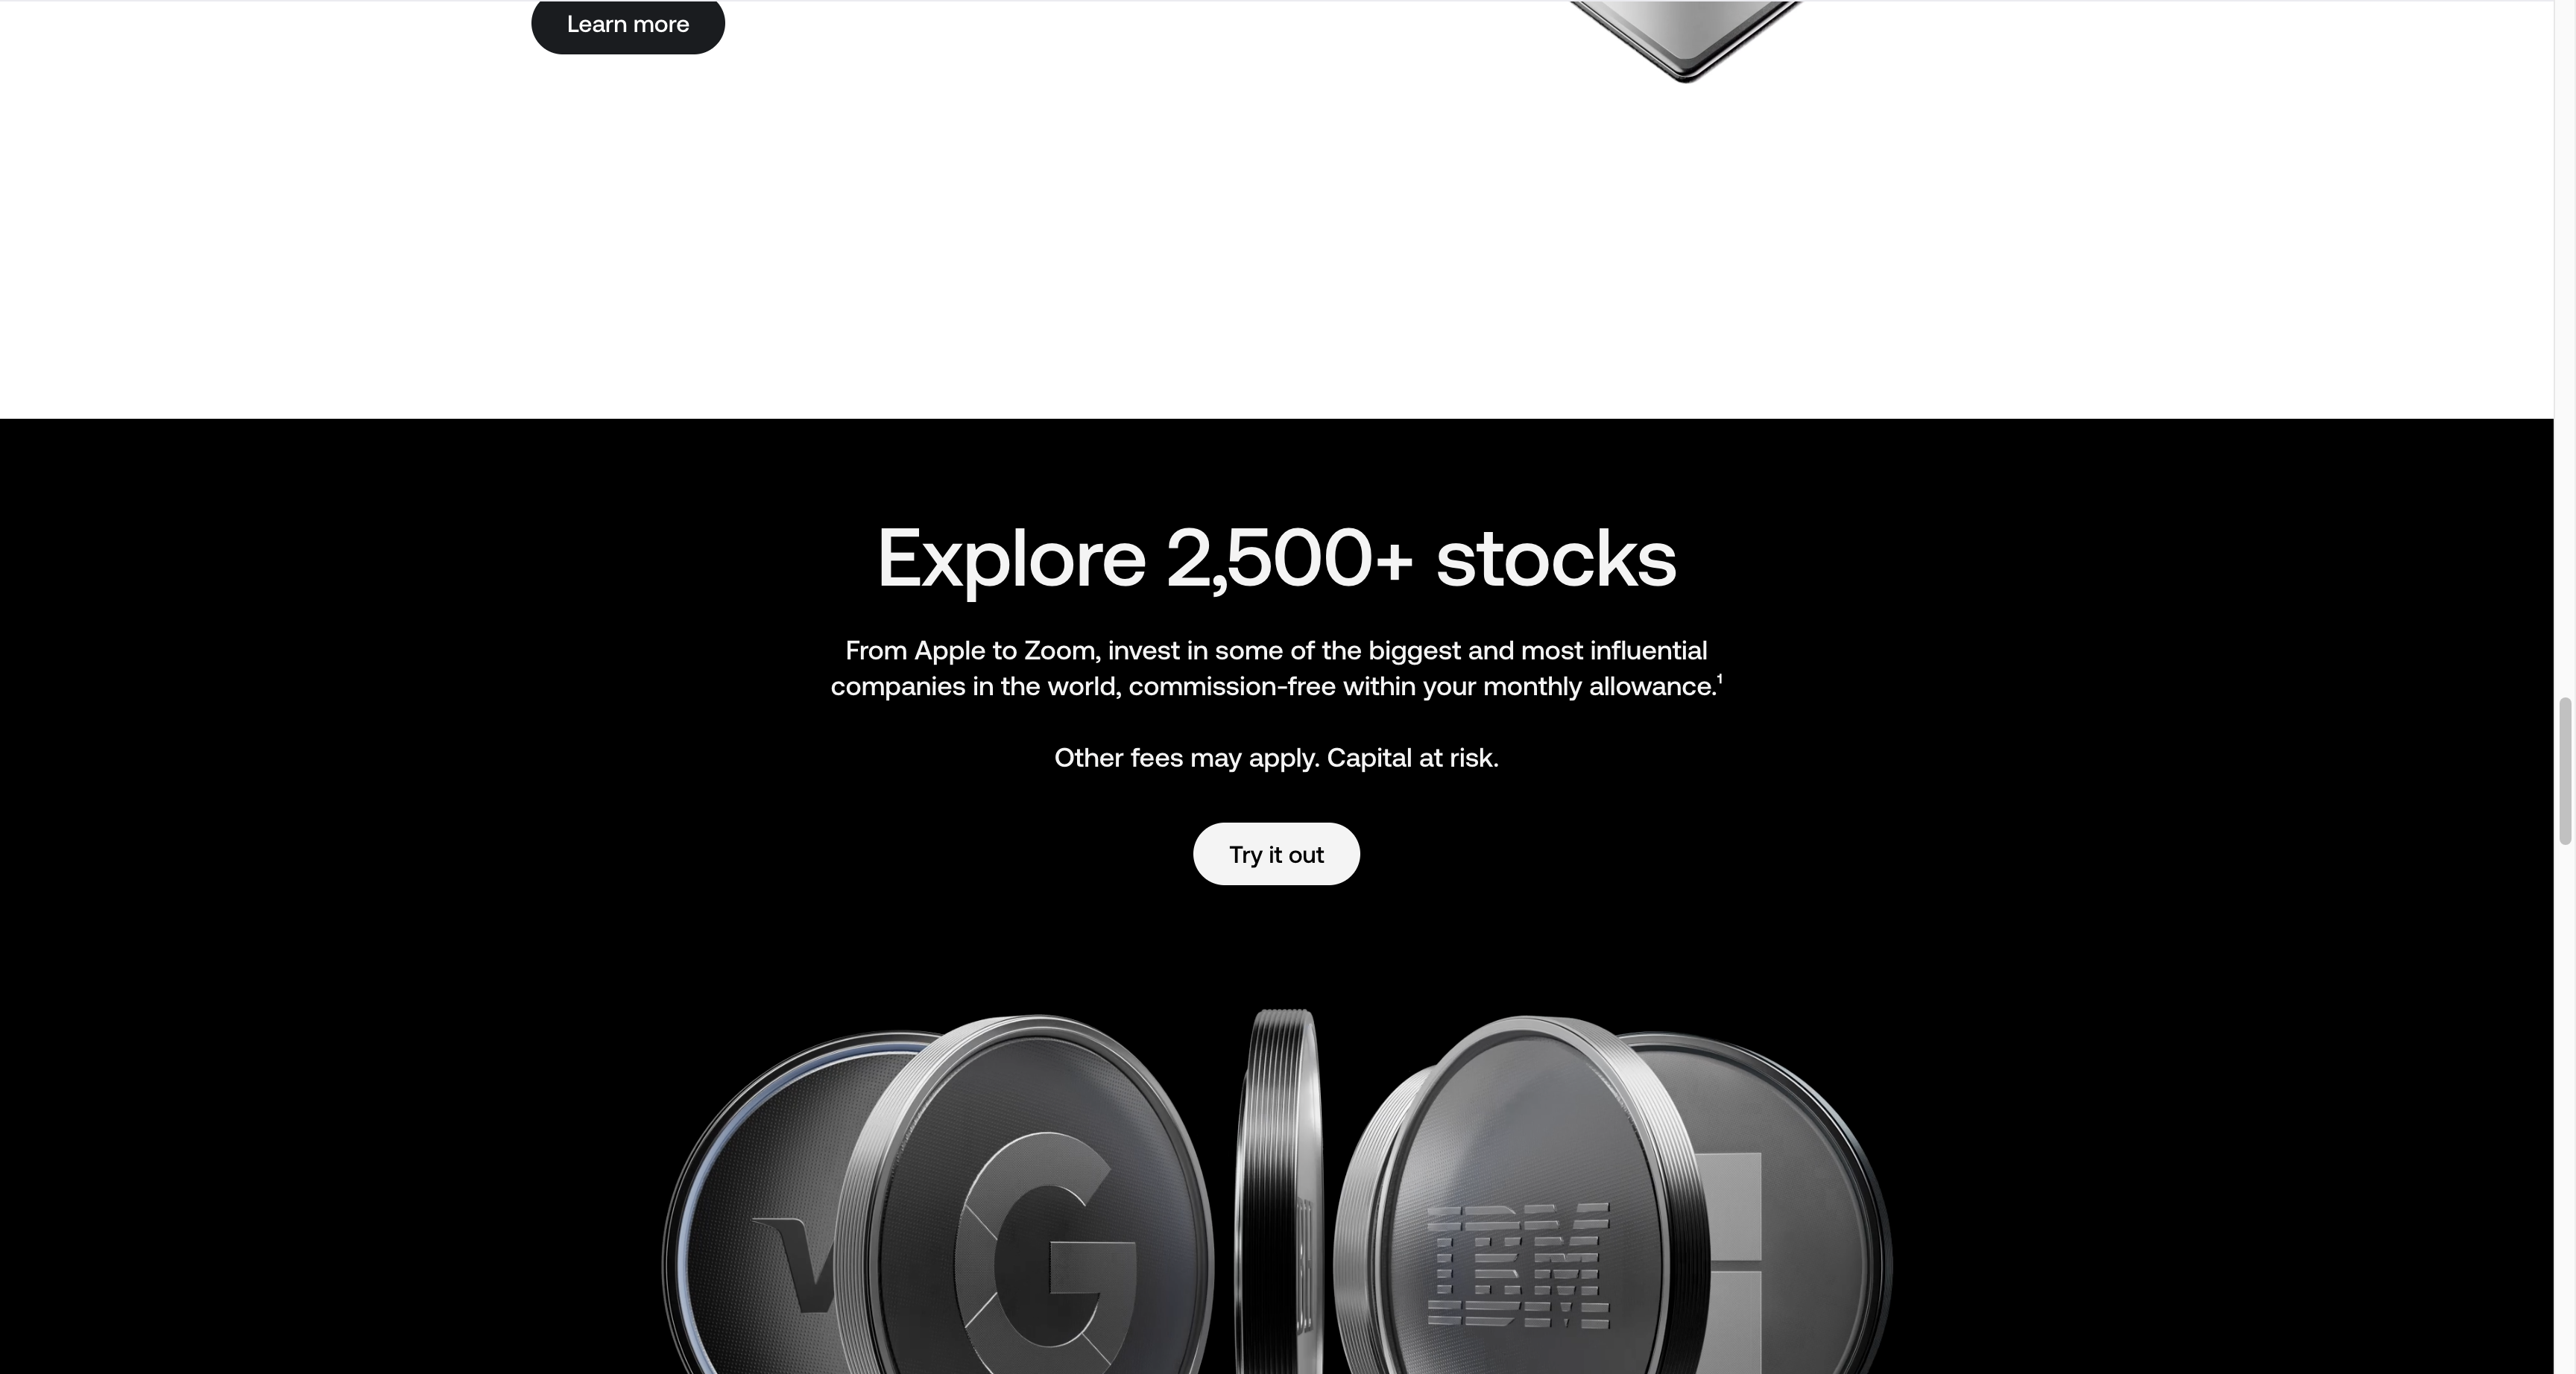 Learn more
Explore 2,500+ stocks
From Apple to Zoom, invest in some of the biggest and most influential
companies in the world, commission-free within your monthly allowance.¹
Other fees may apply. Capital at risk.
Try it out
V
G
IBM